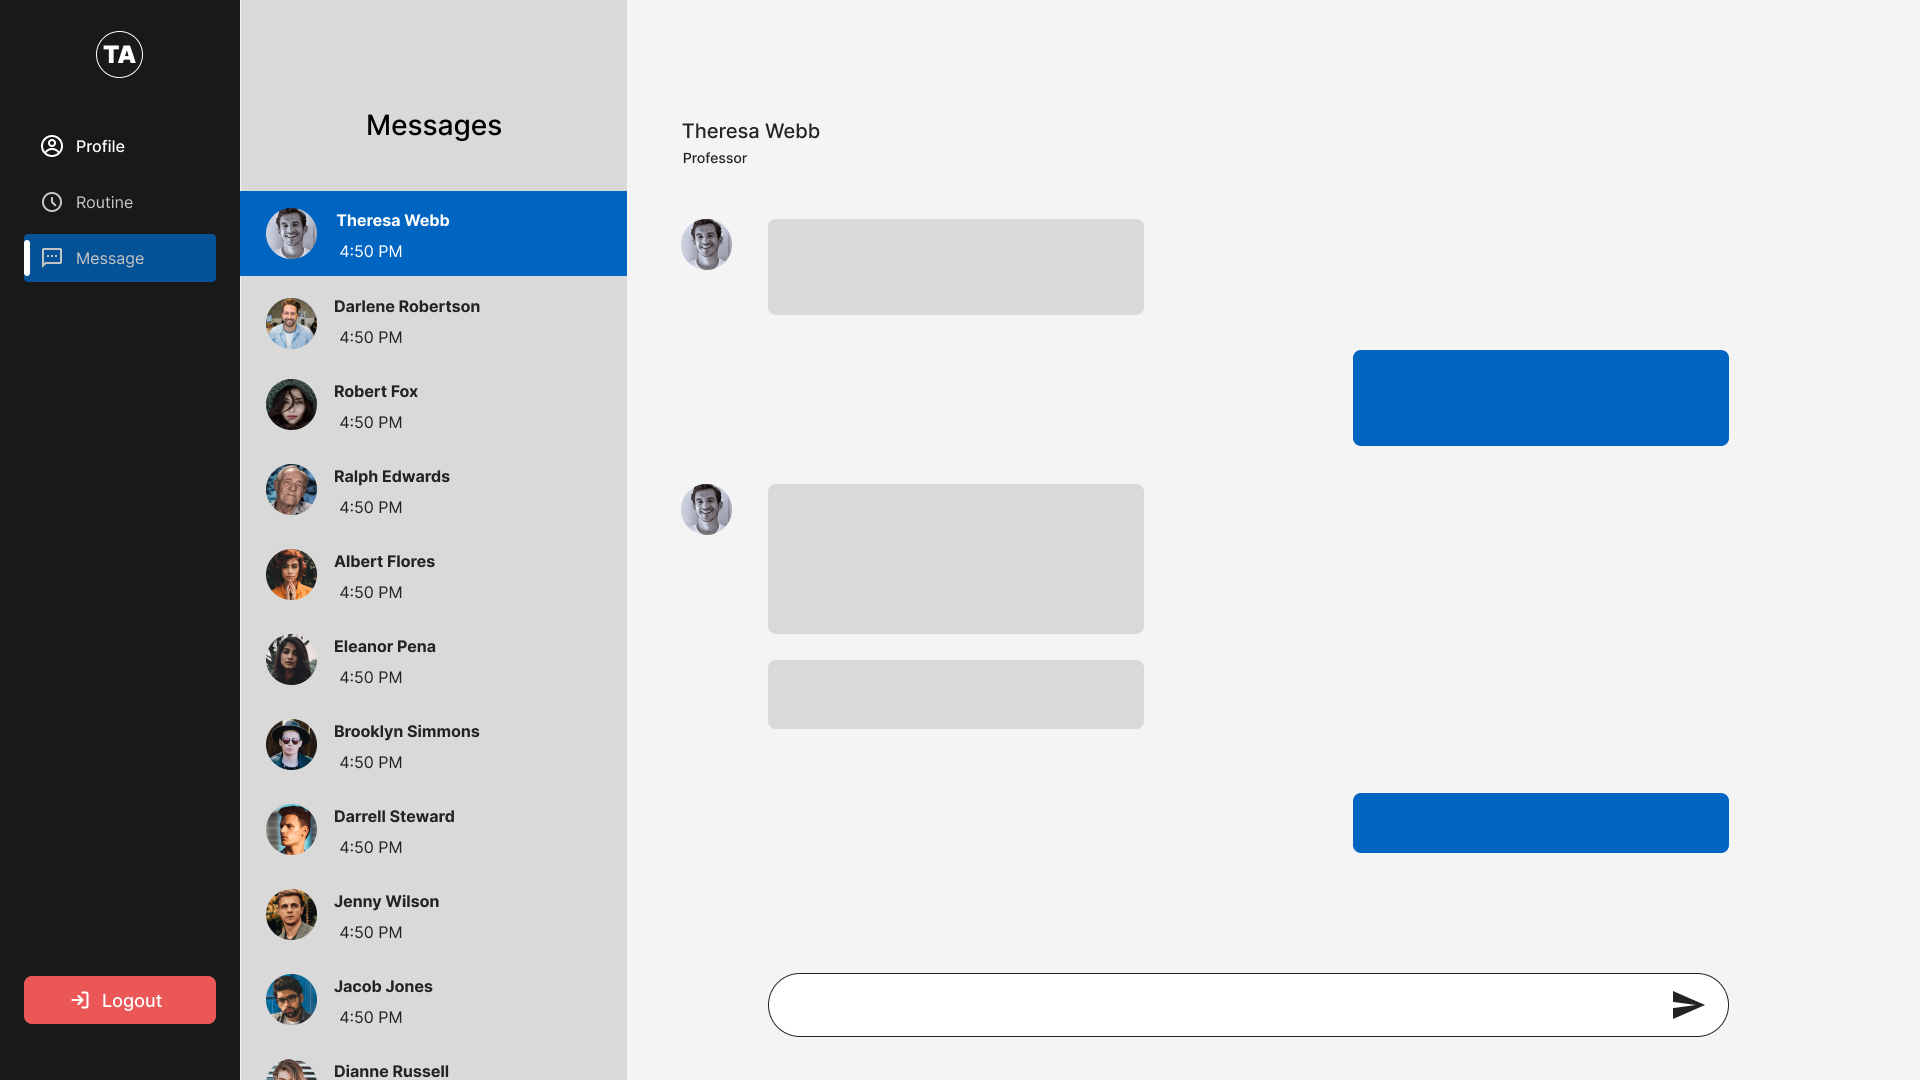 TA
Profile
Routine
Message
Logout
Messages
Theresa Webb
4:50 PM
Darlene Robertson
4:50 PM
Robert Fox
4:50 PM
Ralph Edwards
4:50 PM
Albert Flores
4:50 PM
Eleanor Pena
4:50 PM
Brooklyn Simmons
4:50 PM
Darrell Steward
4:50 PM
Jenny Wilson
4:50 PM
Jacob Jones
4:50 PM
Dianne Russell
Theresa Webb
Professor